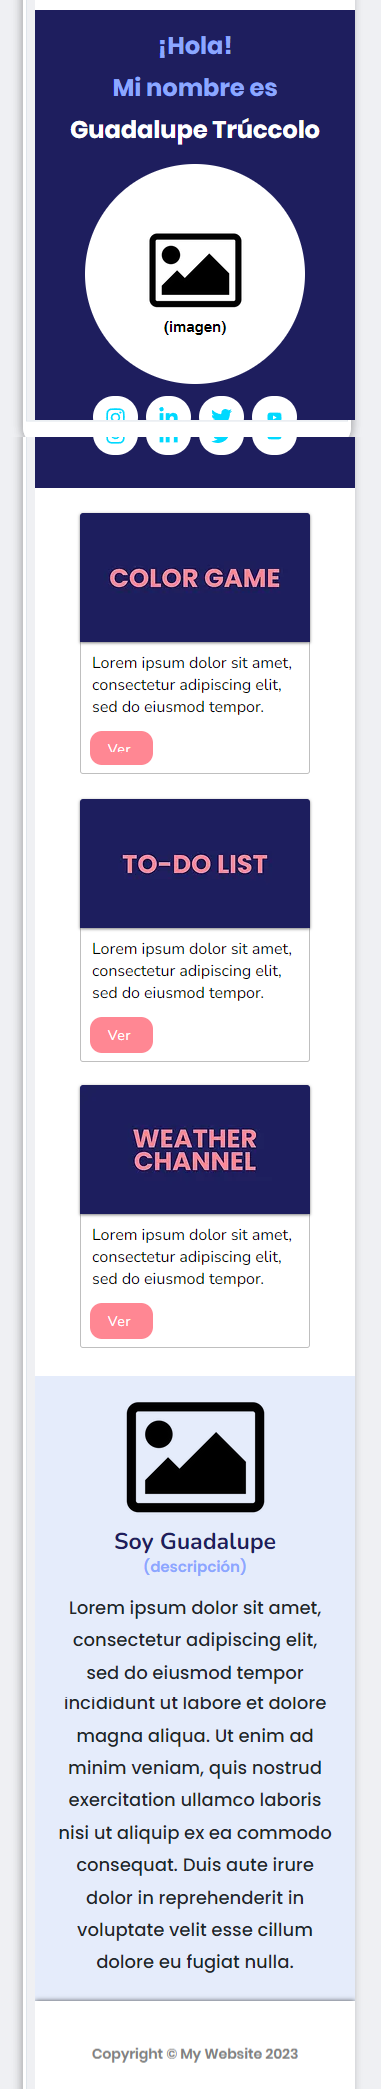 ¡Hola!
Mi nombre es
Guadalupe Trúccolo
(imagen)
in
in
COLOR GAME
Lorem ipsum dolor sit amet,
consectetur adipiscing elit,
sed do eiusmod tempor.
Ver
TO-DO LIST
Lorem ipsum dolor sit amet,
consectetur adipiscing elit,
sed do eiusmod tempor.
Ver
WEATHER
CHANNEL
Lorem ipsum dolor sit amet,
consectetur adipiscing elit,
sed do eiusmod tempor.
Ver
Soy Guadalupe
(descripción)
Lorem ipsum dolor sit amet,
consectetur adipiscing elit,
sed do eiusmod tempor
incididunt ut labore et dolore
magna aliqua. Ut enim ad
minim veniam, quis nostrud
exercitation ullamco laboris
nisi ut aliquip ex ea commodo
consequat. Duis aute irure
dolor in reprehenderit in
voluptate velit esse cillum
dolore eu fugiat nulla.
Copyright © My Website 2023